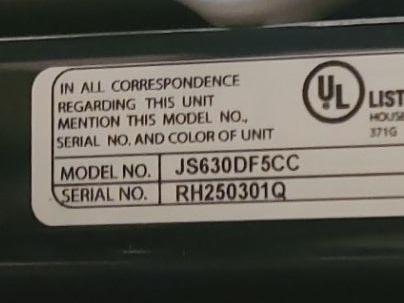 IN ALL CORRESPONDENCE
REGARDING THIS UNIT
MENTION THIS MODEL NO.,
SERIAL NO. AND COLOR OF UNIT
UL
LIST
HOUSE
371G
MODEL NO. JS630DF5CC
SERIAL NO. RH250301Q